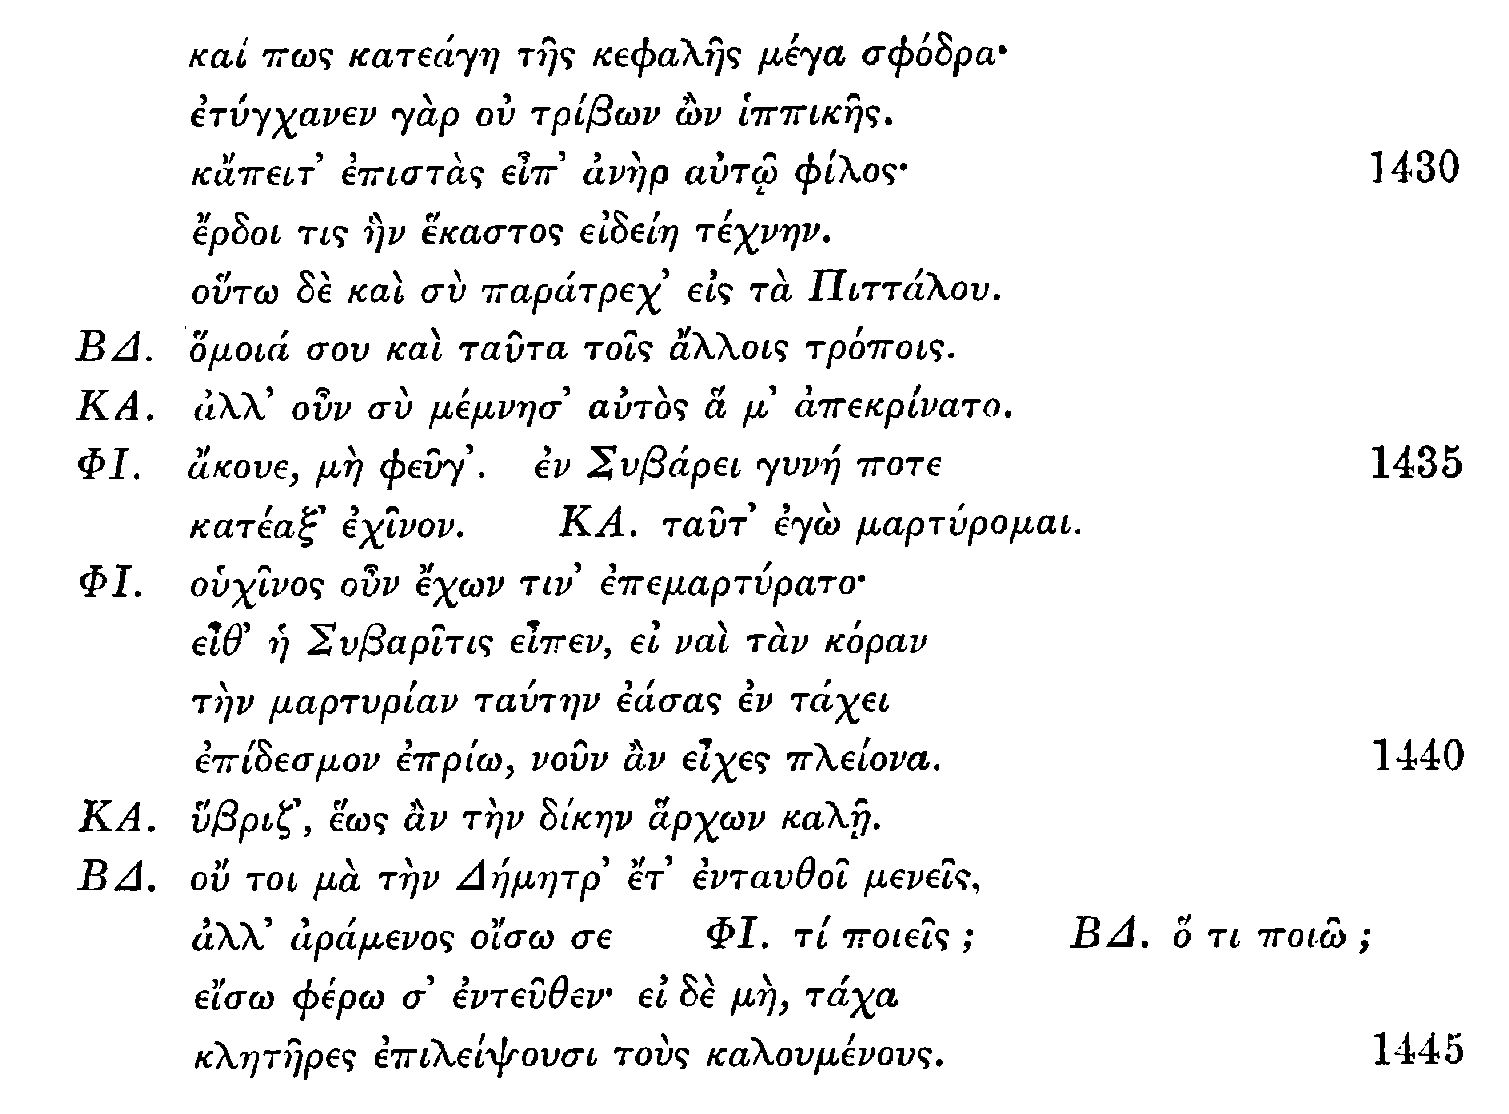 καί πως κατεάγη τῆς κεφαλῆς μέγα σφόδρα·
ἐτύγχανεν γὰρ οὐ τρίβων ὢν ἱππικῆς.
κἄπειτ’ ἐπιστὰς εἶπ’ ἀνὴρ αὐτῷ φίλος· 1430
ἔρδοι τις ἣν ἕκαστος εἰδείη τέχνην.
οὕτω δὲ καὶ σὺ παράτρεχ’ εἰς τὰ Πιττάλου.
ΒΔ. ὅμοιά σου καὶ ταῦτα τοῖς ἄλλοις τρόποις.
ΚΑ. ἀλλ’ οὖν σὺ μέμνησ’ αὐτὸς ἃ μ’ ἀπεκρίνατο.
ΦΙ. ἄκουε, μὴ φεῦγ’. ἐν Συβάρει γυνή ποτε 1435
κατέαξ’ ἐχῖνον. ΚΑ. ταῦτ’ ἐγὼ μαρτύρομαι.
ΦΙ. οὑχῖνος οὖν ἔχων τιν’ ἐπεμαρτύρατο·
εἶθ’ ἡ Συβαρῖτις εἶπεν, εἰ ναὶ τὰν κόραν
τὴν μαρτυρίαν ταύτην ἐάσας ἐν τάχει
ἐπίδεσμον ἐπρίω, νοῦν ἂν εἶχες πλείονα. 1440
ΚΑ. ὕβριζ’, ἕως ἂν τὴν δίκην ἄρχων καλῇ.
ΒΔ. οὔ τοι μὰ τὴν Δήμητρ’ ἔτ’ ἐνταυθοῖ μενεῖς,
ἀλλ’ ἀράμενος οἴσω σε ΦΙ. τί ποιεῖς ; ΒΔ. ὅ τι ποιῶ ;
εἴσω φέρω σ’ ἐντεῦθεν· εἰ δὲ μὴ, τάχα
κλητῆρες ἐπιλείψουσι τοὺς καλουμένους. 1445